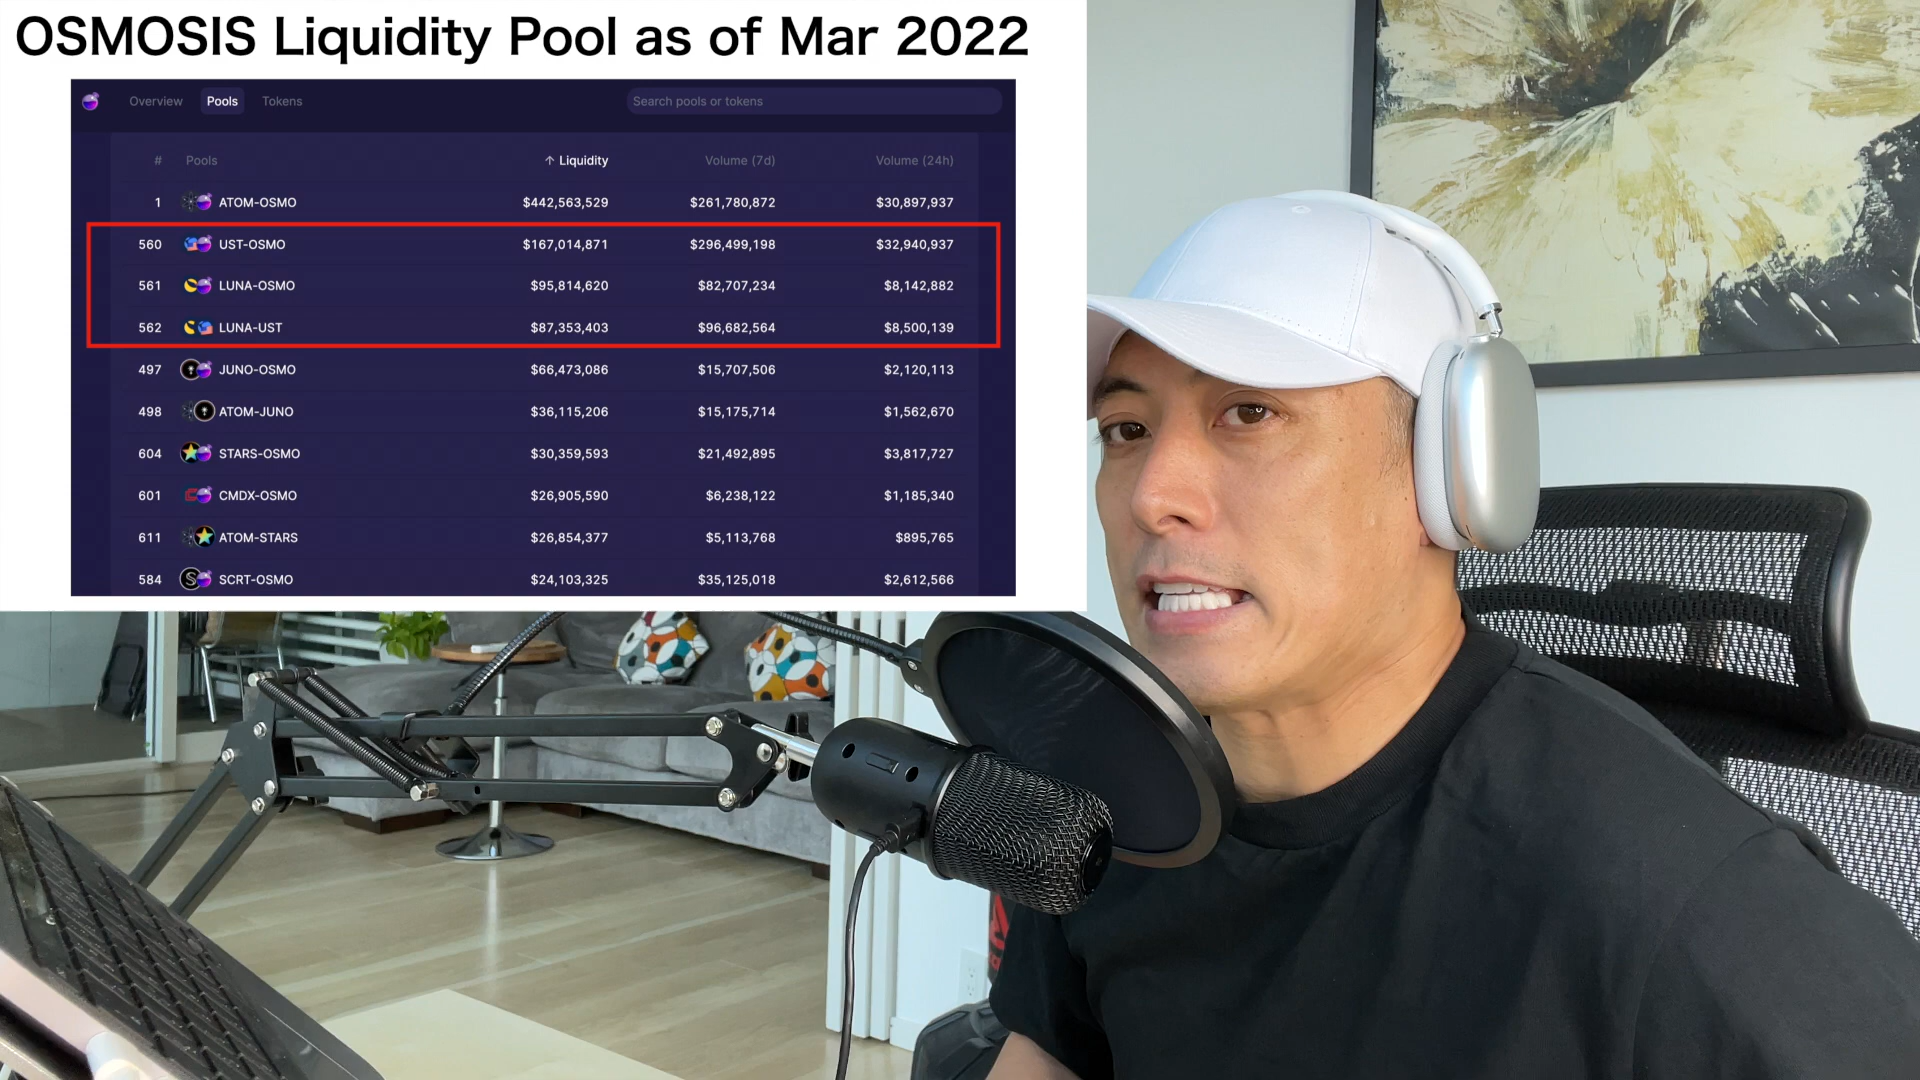 OSMOSIS Liquidity Pool as of Mar 2022
Overview Pools Tokens Search pools or tokens
# Pools ↑ Liquidity Volume (7d) Volume (24h)
1 ATOM-OSMO $442,563,529 $261,780,872 $30,897,937
560 UST-OSMO $167,014,871 $296,499,198 $32,940,937
561 LUNA-OSMO $95,814,620 $82,707,234 $8,142,882
562 LUNA-UST $87,353,403 $96,682,564 $8,500,139
497 JUNO-OSMO $66,473,086 $15,707,506 $2,120,113
498 ATOM-JUNO $36,115,206 $15,175,714 $1,562,670
604 STARS-OSMO $30,359,593 $21,492,895 $3,817,727
601 CMDX-OSMO $26,905,590 $6,238,122 $1,185,340
611 ATOM-STARS $26,854,377 $5,113,768 $895,765
584 SCRT-OSMO $24,103,325 $35,125,018 $2,612,566